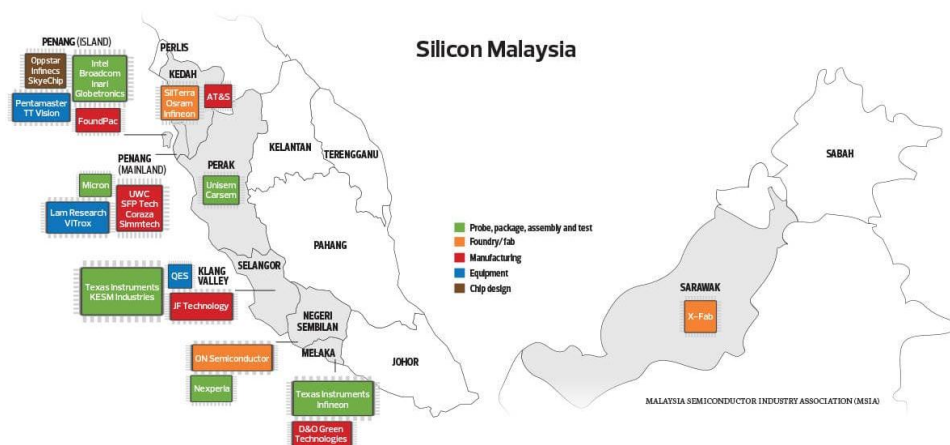 Silicon Malaysia
PENANG (ISLAND)
Oppstar
Infinecs
SkyeChip
Intel
Broadcom
Inari
Globetronics
Pentamaster
TT Vision
FoundPac
PERLIS
KEDAH
SilTerra
Osram
Infineon
AT&S
PENANG
(MAINLAND)
Micron
Lam Research
ViTrox
UWC
SFP Tech
Coraza
Simmtech
PERAK
Unisem
Carsem
KELANTAN
TERENGGANU
PAHANG
SELANGOR
KLANG
VALLEY
QES
Texas Instruments
KESM Industries
JF Technology
NEGERI
SEMBILAN
MELAKA
ON Semiconductor
Nexperia
Texas Instruments
Infineon
D&O Green
Technologies
JOHOR
Probe, package, assembly and test
Foundry/fab
Manufacturing
Equipment
Chip design
SABAH
SARAWAK
X-Fab
MALAYSIA SEMICONDUCTOR INDUSTRY ASSOCIATION (MSIA)